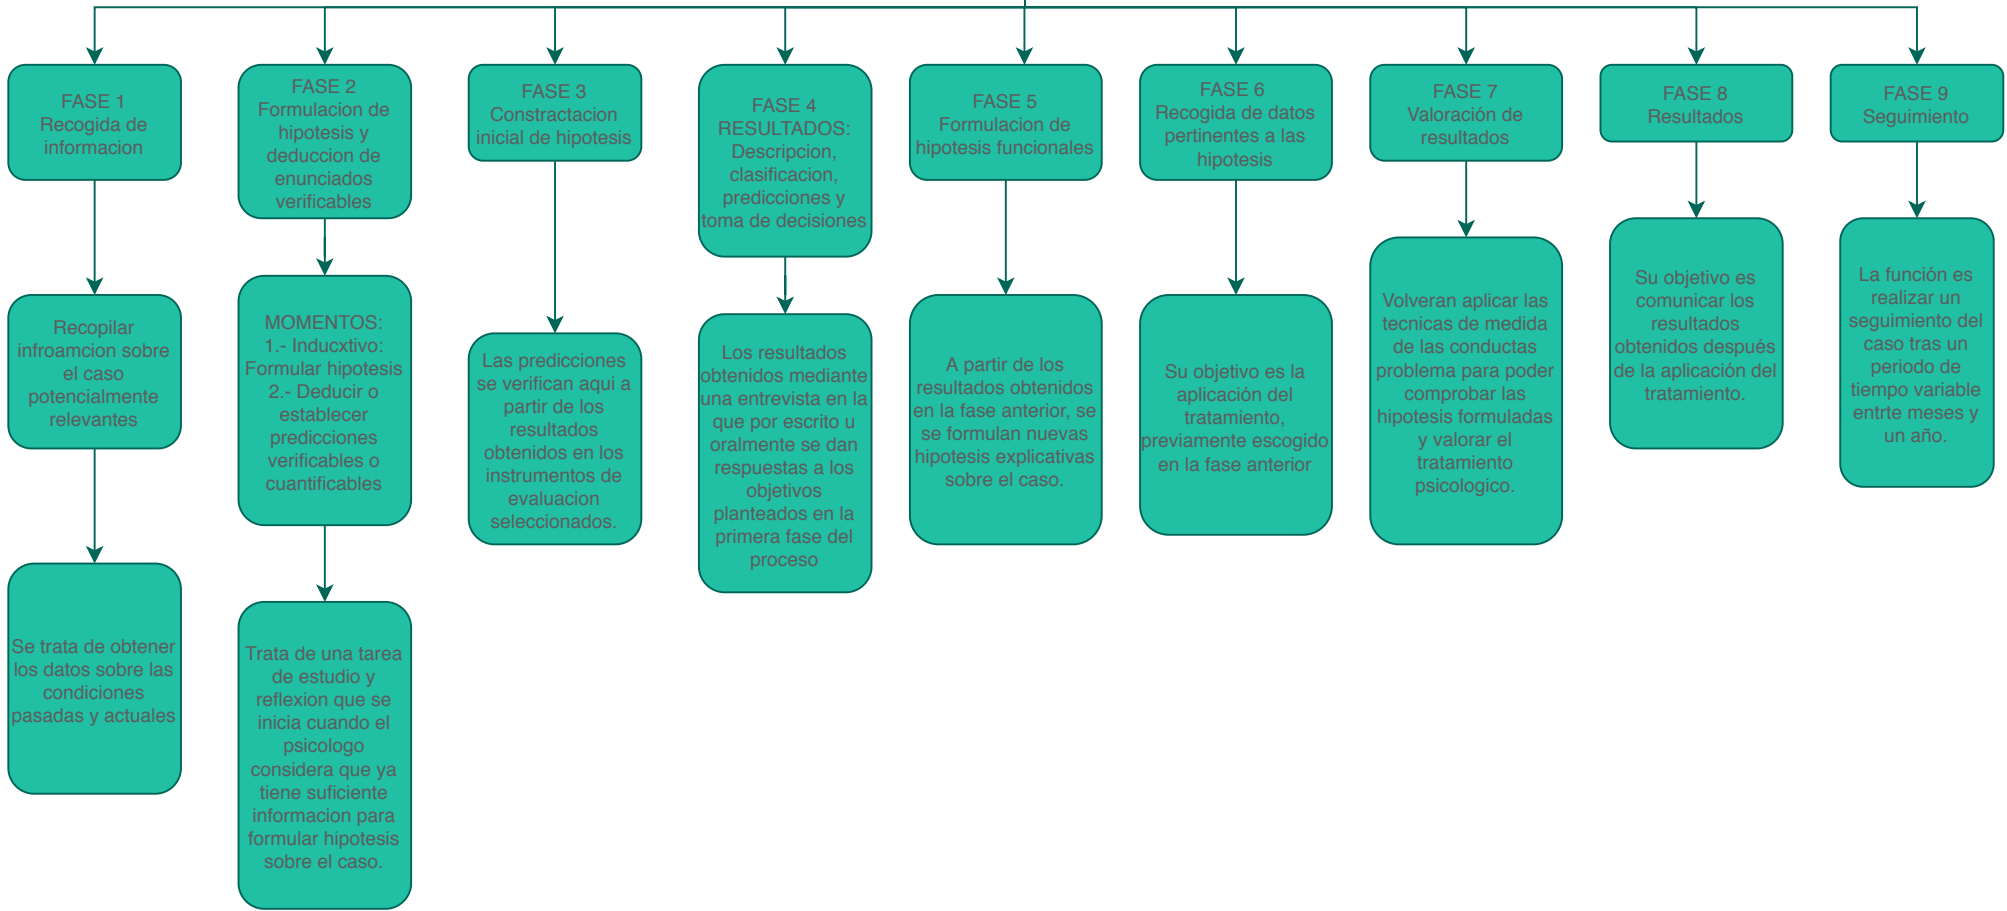 FASE 1
Recogida de
informacion
FASE 2
Formulacion de
hipotesis y
deduccion de
enunciados
verificables
FASE 3
Constractacion
inicial de hipotesis
FASE 4
RESULTADOS:
Descripcion,
clasificacion,
predicciones y
toma de decisiones
FASE 5
Formulacion de
hipotesis funcionales
FASE 6
Recogida de datos
pertinentes a las
hipotesis
FASE 7
Valoración de
resultados
FASE 8
Resultados
FASE 9
Seguimiento
Recopilar
infroamcion sobre
el caso
potencialmente
relevantes
MOMENTOS:
1.- Inducxtivo:
Formular hipotesis
2.- Deducir o
establecer
predicciones
verificables o
cuantificables
Las predicciones
se verifican aqui a
partir de los
resultados
obtenidos en los
instrumentos de
evaluacion
seleccionados.
Los resultados
obtenidos mediante
una entrevista en la
que por escrito u
oralmente se dan
respuestas a los
objetivos
planteados en la
primera fase del
proceso
A partir de los
resultados obtenidos
en la fase anterior, se
se formulan nuevas
hipotesis explicativas
sobre el caso.
Su objetivo es la
aplicación del
tratamiento,
previamente escogido
en la fase anterior
Volveran aplicar las
tecnicas de medida
de las conductas
problema para poder
comprobar las
hipotesis formuladas
y valorar el
tratamiento
psicologico.
Su objetivo es
comunicar los
resultados
obtenidos después
de la aplicación del
tratamiento.
La función es
realizar un
seguimiento del
caso tras un
periodo de
tiempo variable
entrte meses y
un año.
Se trata de obtener
los datos sobre las
condiciones
pasadas y actuales
Trata de una tarea
de estudio y
reflexion que se
inicia cuando el
psicologo
considera que ya
tiene suficiente
informacion para
formular hipotesis
sobre el caso.